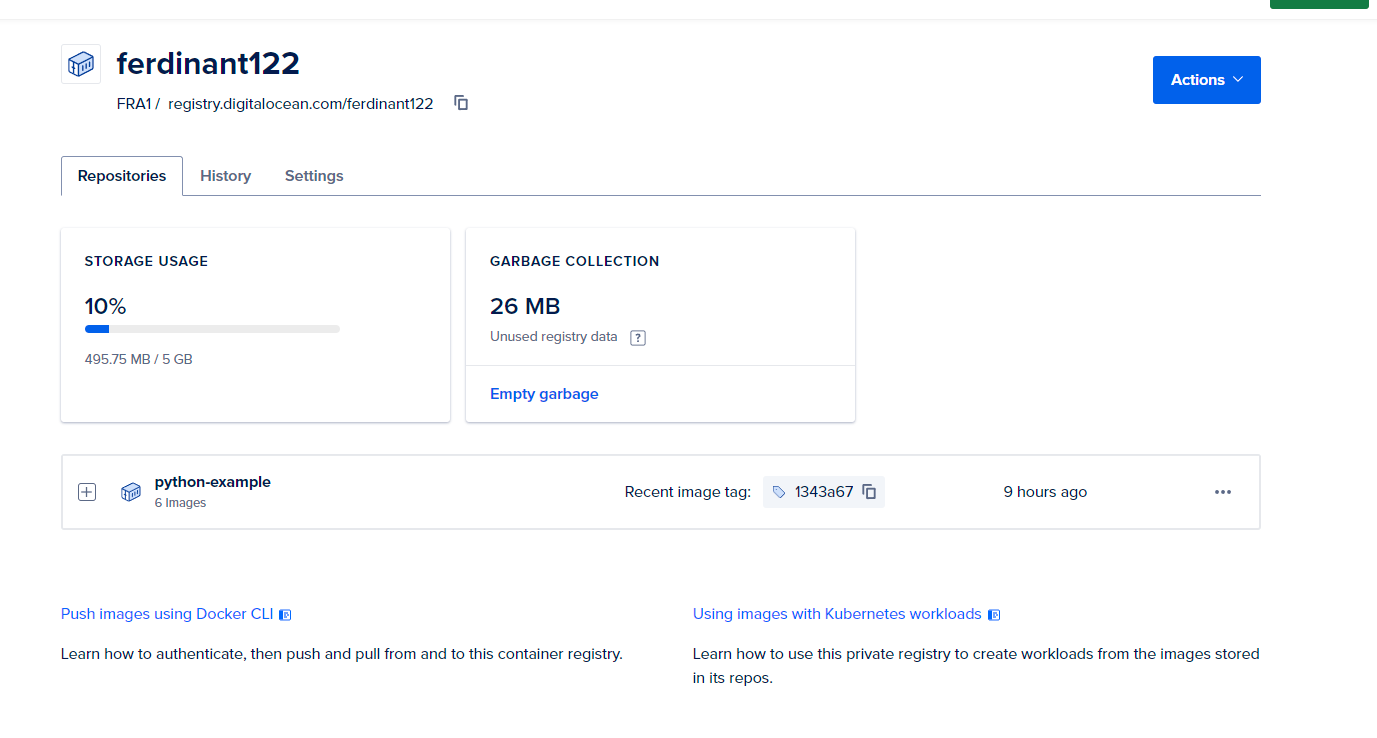 ferdinant122
FRA1 / registry.digitalocean.com/ferdinant122
Actions
Repositories
History
Settings
STORAGE USAGE
10%
495.75 MB / 5 GB
GARBAGE COLLECTION
26 MB
Unused registry data ?
Empty garbage
python-example
6 Images
Recent image tag: 1343a67
9 hours ago
Push images using Docker CLI
Learn how to authenticate, then push and pull from and to this container registry.
Using images with Kubernetes workloads
Learn how to use this private registry to create workloads from the images stored
in its repos.